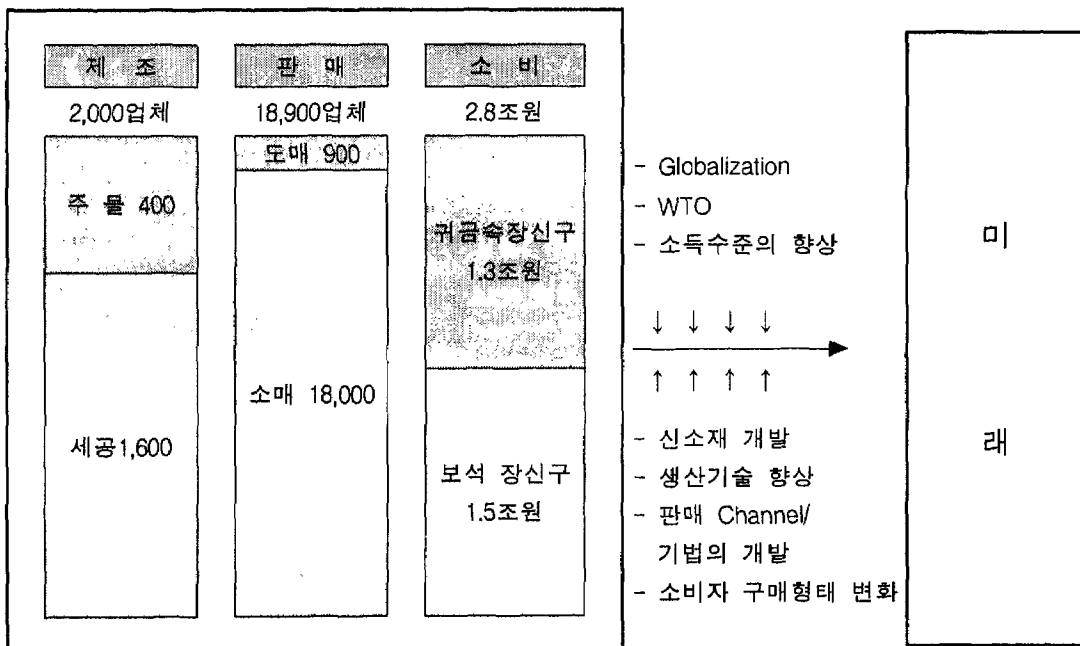 제 조
2,000업체
주 물 400
세공1,600
판 매
18,900업체
도매 900
소매 18,000
소 비
2.8조원
귀금속장신구
1.3조원
보석 장신구
1.5조원
- Globalization
- WTO
- 소득수준의 향상
↓ ↓ ↓ ↓
↑ ↑ ↑ ↑
- 신소재 개발
- 생산기술 향상
- 판매 Channel/
기법의 개발
- 소비자 구매형태 변화
미
래